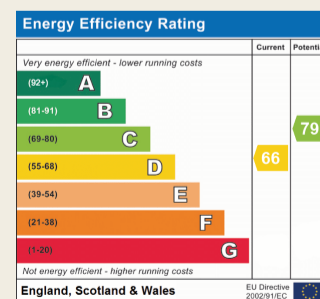 Energy Efficiency Rating
Current
Very energy efficient - lower running costs
(92+) A
(81-91) B
(69-80) C
79
(55-68) D
66
(39-54) E
(21-38) F
(1-20) G
Not energy efficient - higher running costs
England, Scotland & Wales
EU Directive
2002/91/EC